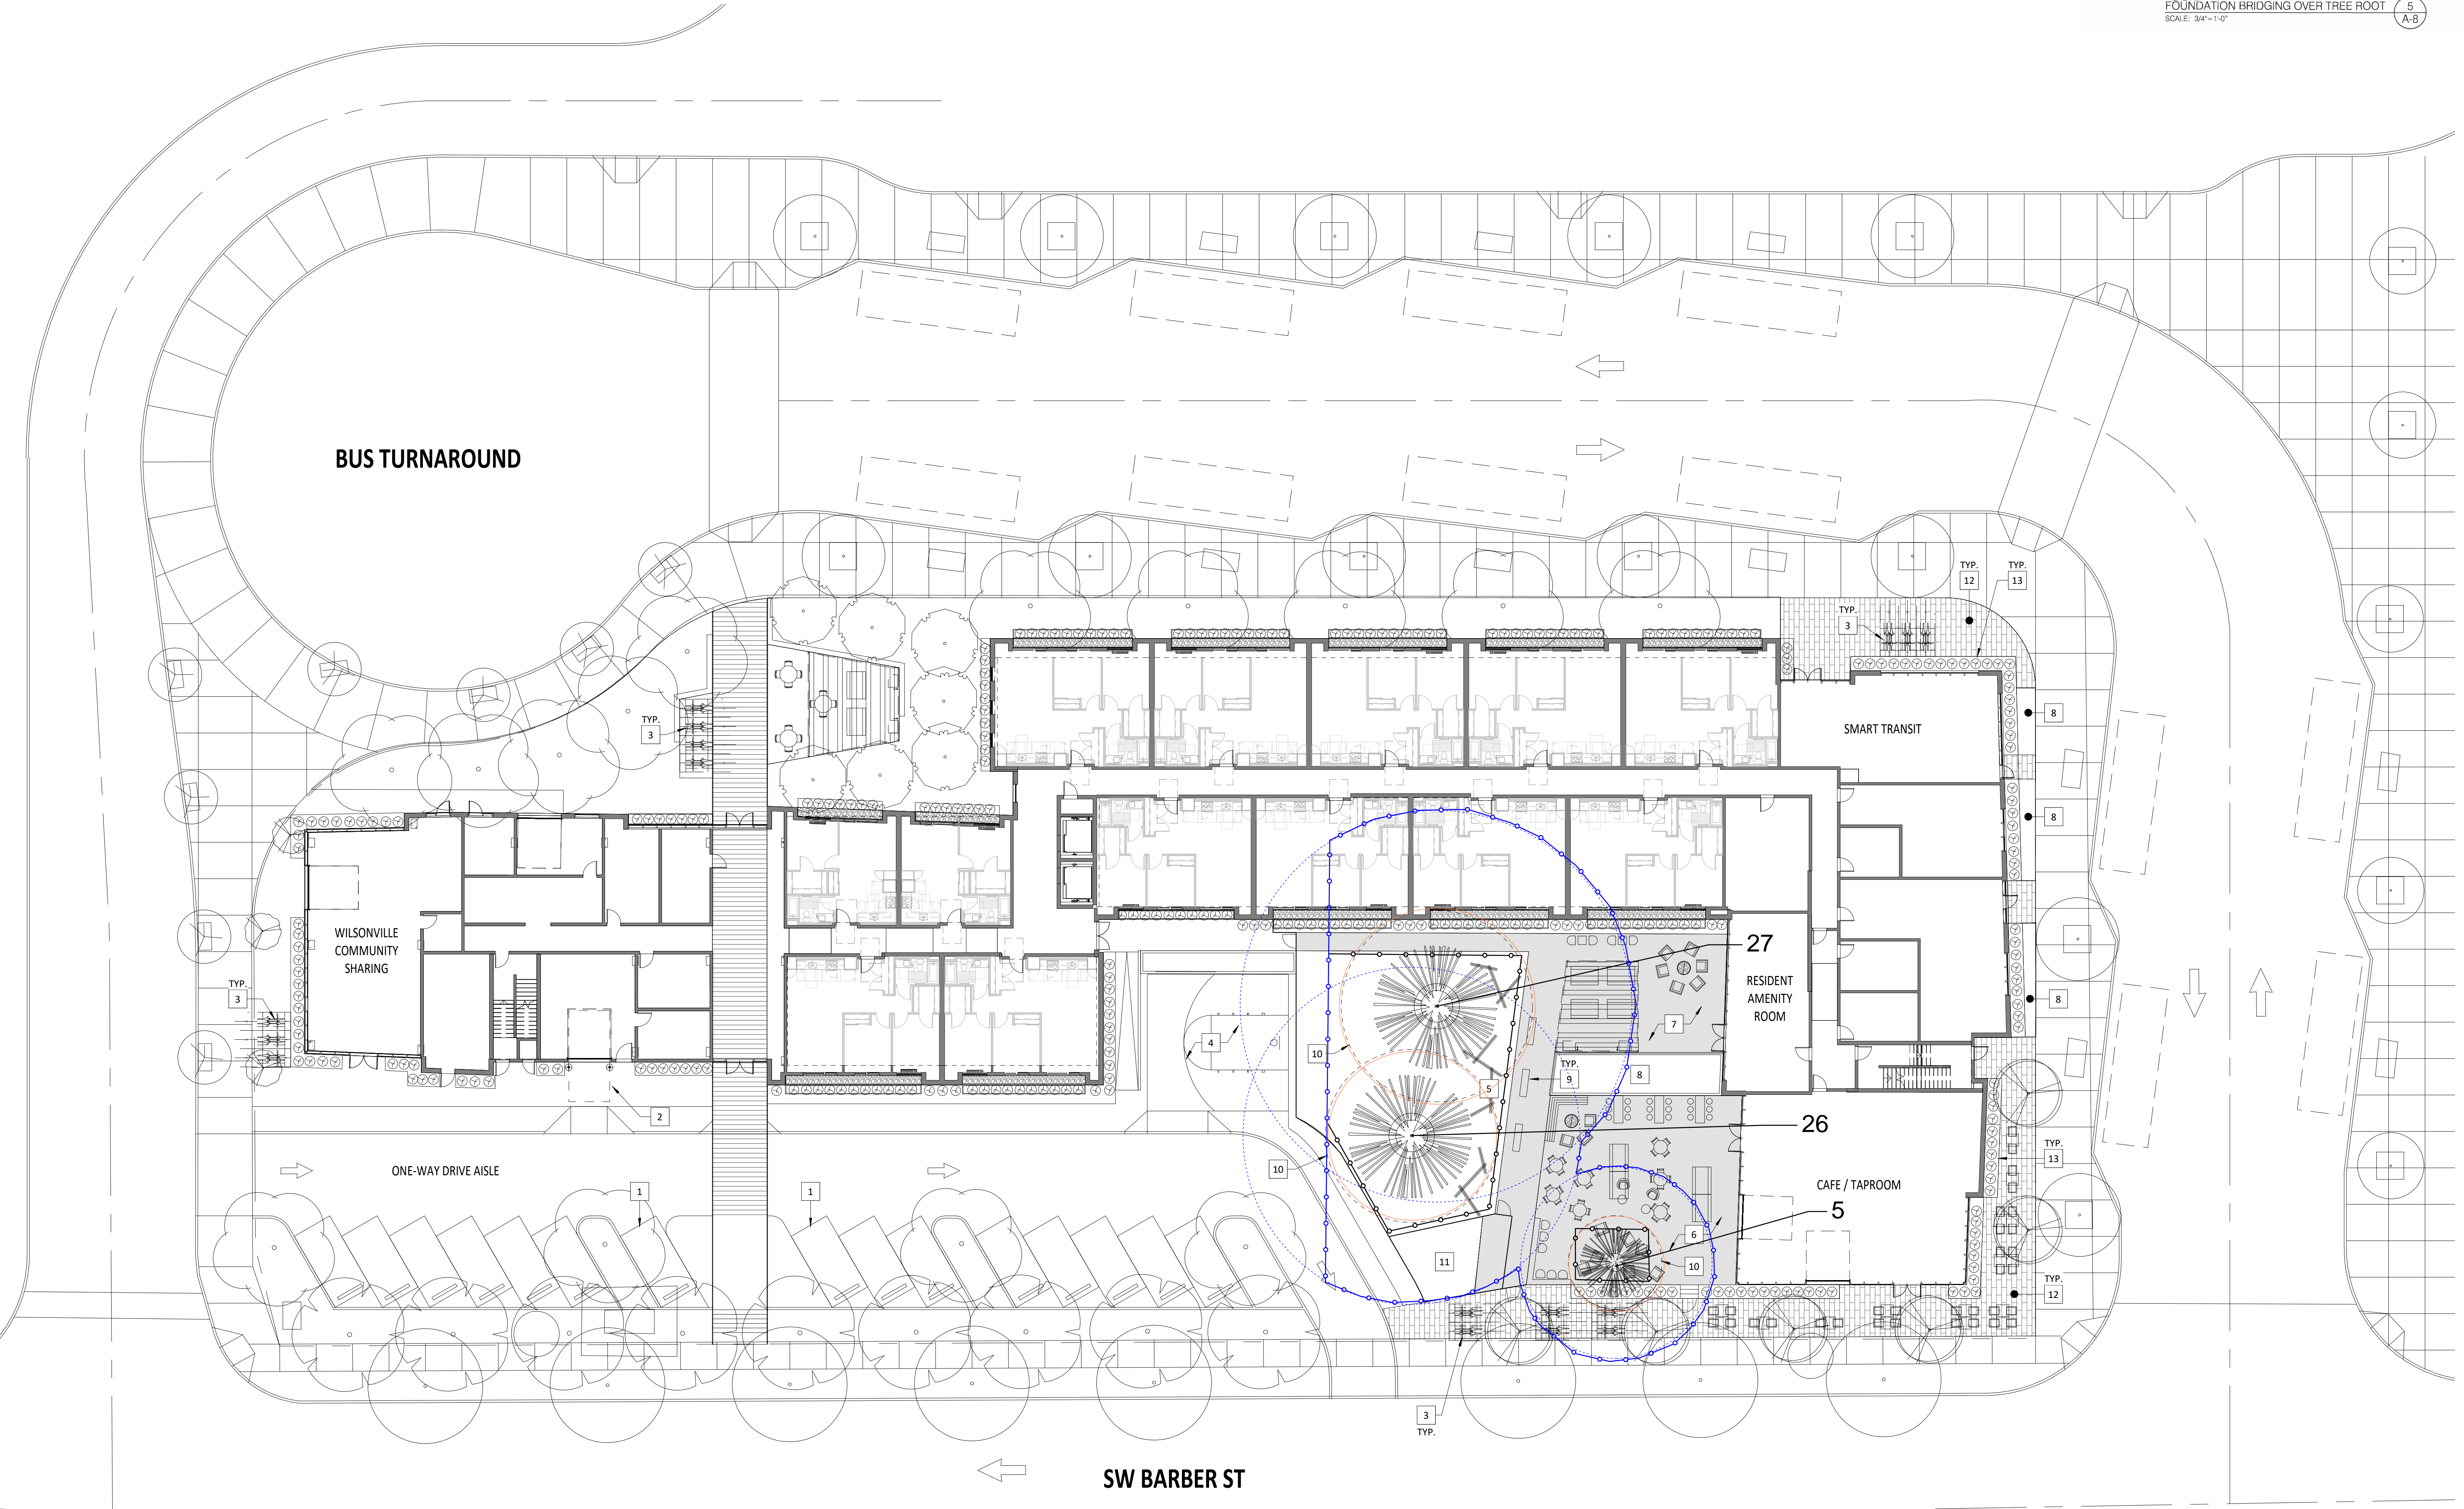 FOUNDATION BRIDGING OVER TREE ROOT
SCALE: 3/4"=1'-0"
5
A-8
BUS TURNAROUND
TYP.
12
TYP.
13
TYP.
3
TYP.
3
SMART TRANSIT
8
8
WILSONVILLE
COMMUNITY
SHARING
TYP.
3
27
RESIDENT
AMENITY
ROOM
8
7
4
10
5
TYP.
9
8
2
26
TYP.
13
ONE-WAY DRIVE AISLE
10
CAFE / TAPROOM
1
1
5
6
11
10
TYP.
12
3
TYP.
SW BARBER ST